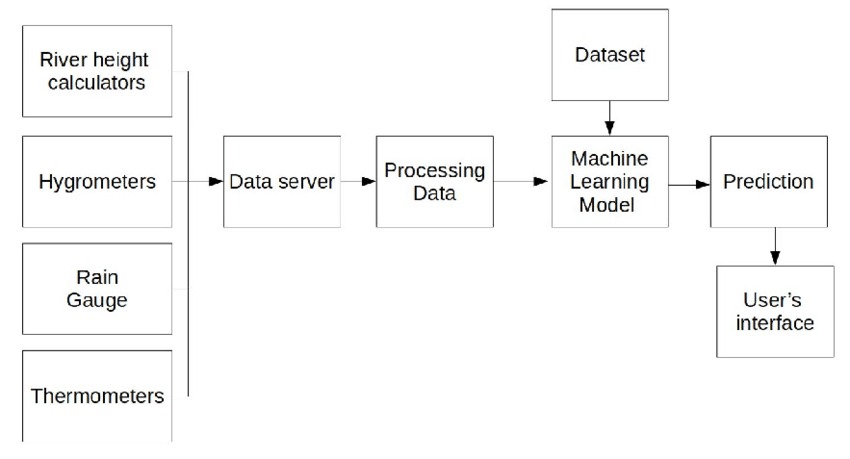 River height
calculators
Hygrometers
Rain
Gauge
Thermometers
Data server
Processing
Data
Dataset
Machine
Learning
Model
Prediction
User's
interface